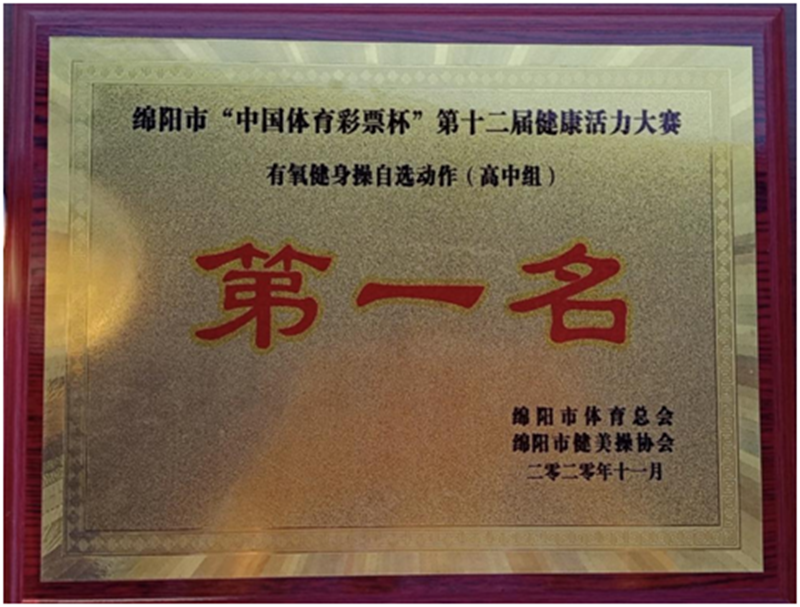 绵阳市“中国体育彩票杯”第十二届健康活力大赛
有氧健身操自选动作（高中组）
第一名
绵阳市体育总会
绵阳市健美操协会
二零二零年十一月